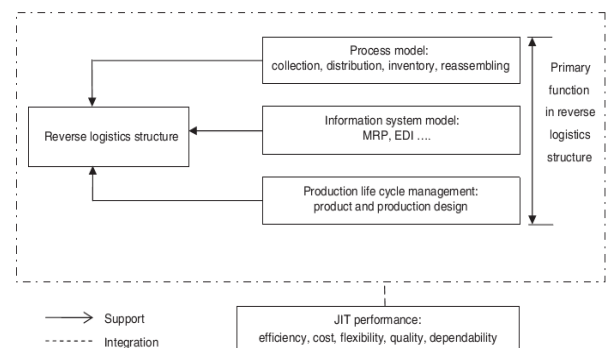 Process model:
collection, distribution, inventory, reassembling
Primary
function
in reverse
logistics
structure
Reverse logistics structure
Information system model:
MRP, EDI ....
Production life cycle management:
product and production design
Support
Integration
JIT performance:
efficiency, cost, flexibility, quality, dependability